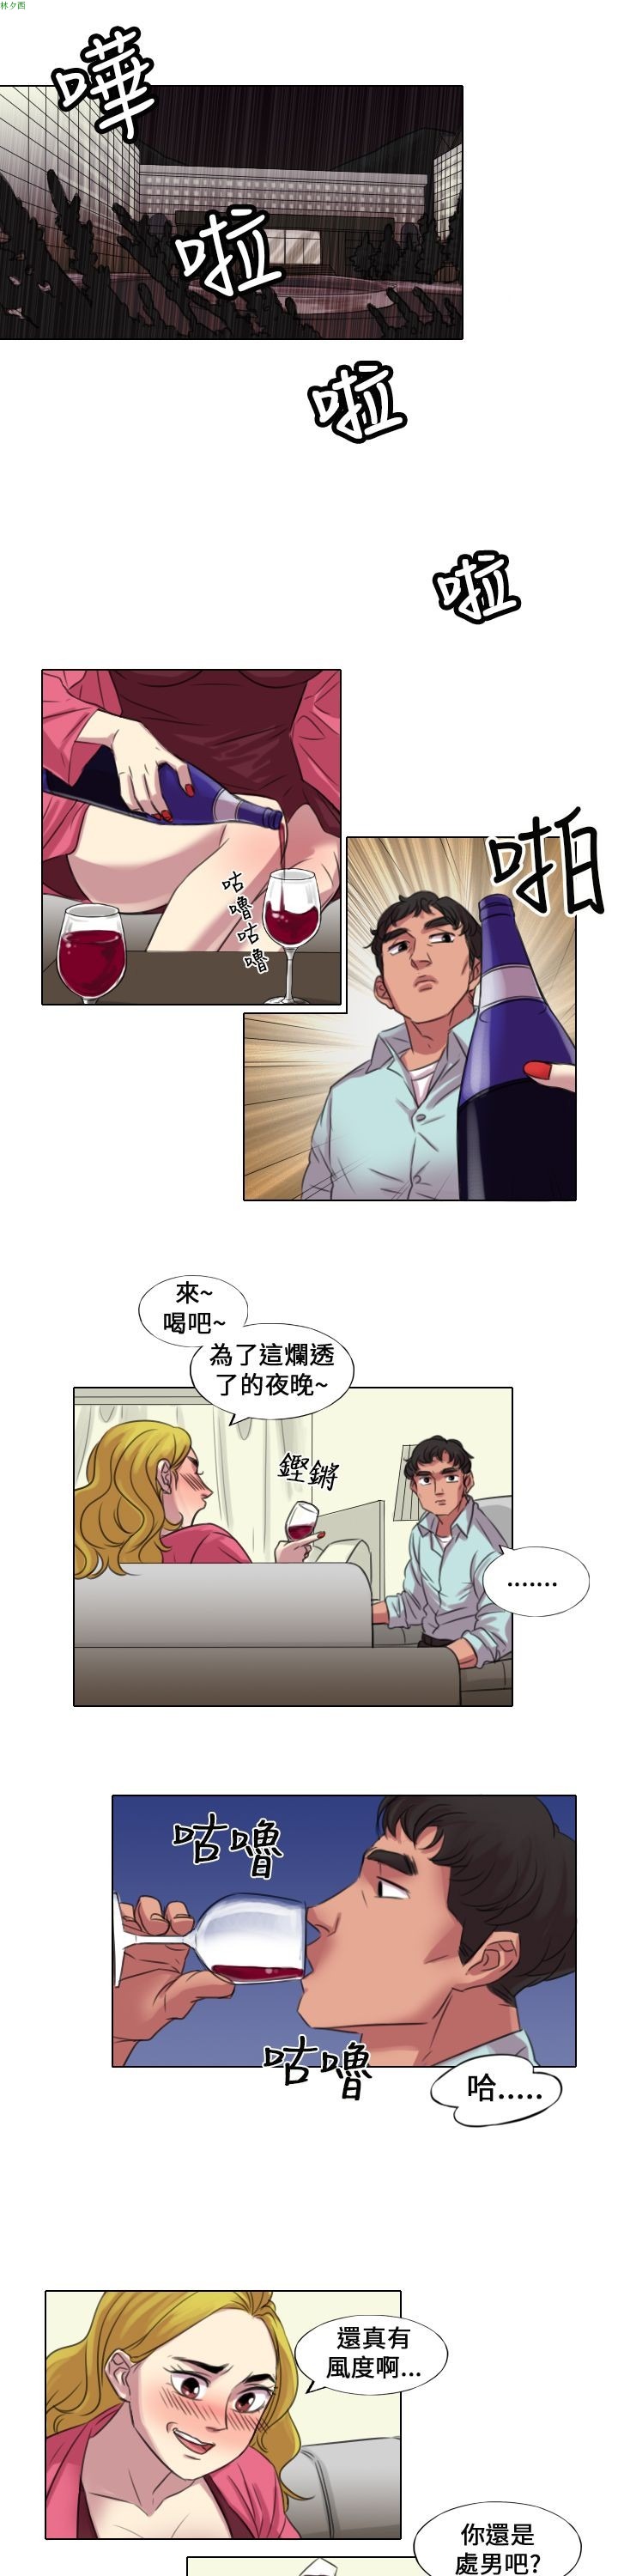 林夕西
嘩
啦
啦
啦
咕
嚕
咕
嚕
啪
來~
喝吧~
為了這爛透
了的夜晚~
鏗鏘
.......
咕嚕
咕嚕
哈.....
還真有
風度啊...
你還是
處男吧?